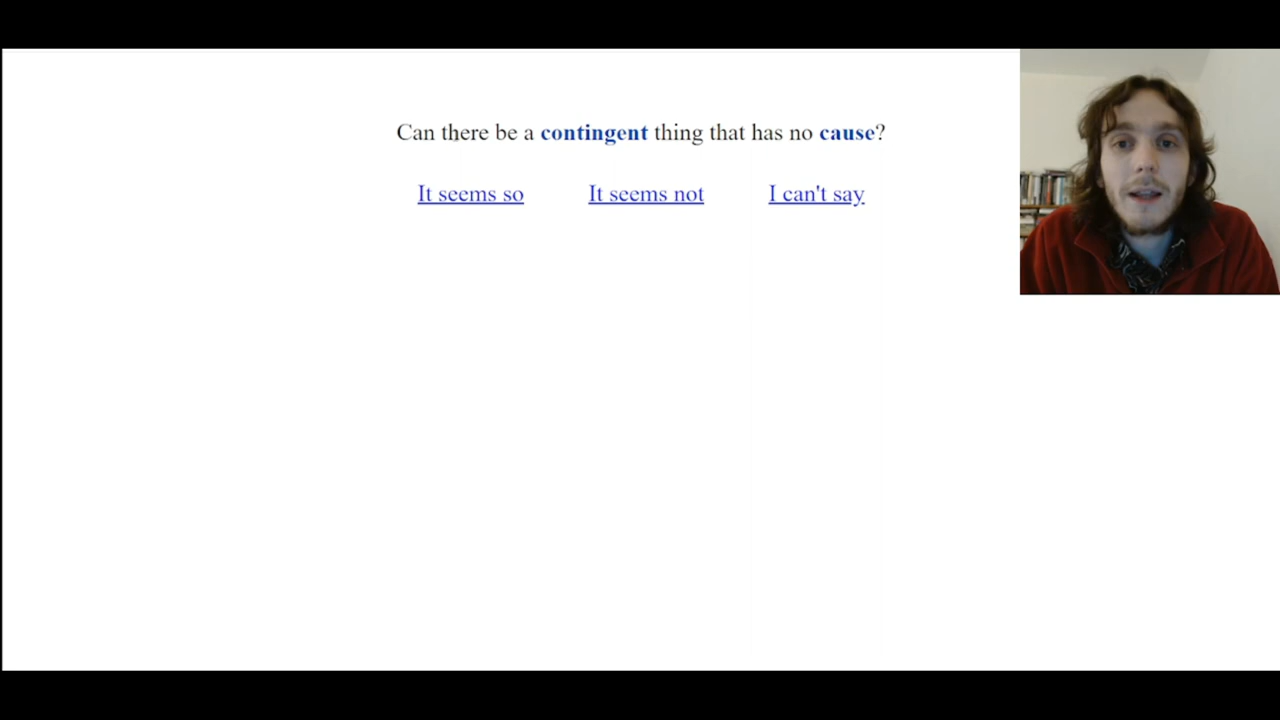 Can there be a contingent thing that has no cause?
It seems so It seems not I can't say